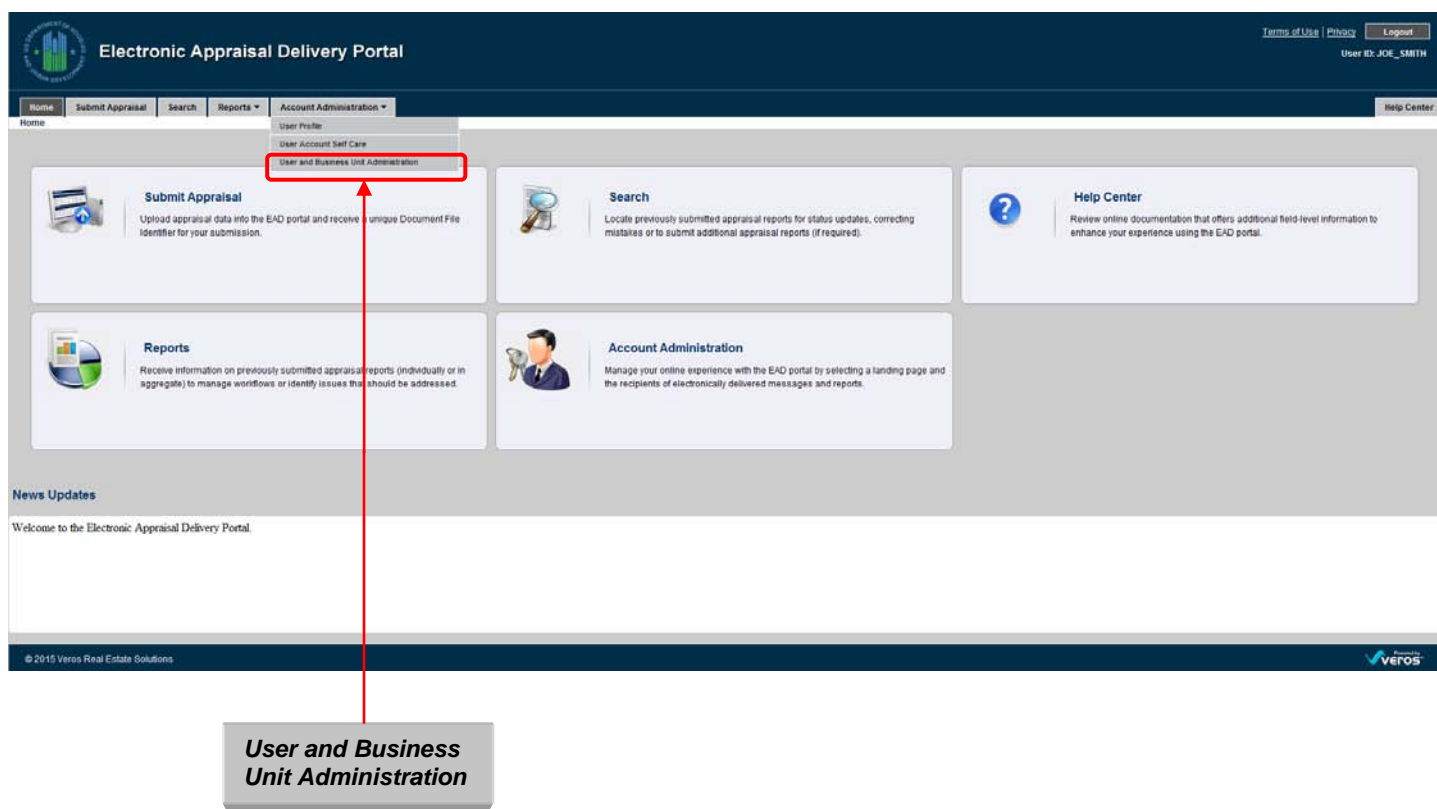 Electronic Appraisal Delivery Portal
Terms of Use | Privacy Logout
User ID: JOE_SMITH
Home Submit Appraisal Search Reports Account Administration Help Center
Home
User Profile
User Account Self Care
User and Business Unit Administration
Submit Appraisal
Upload appraisal data into the EAD portal and receive a unique Document File
Identifier for your submission.
Search
Locate previously submitted appraisal reports for status updates, correcting
mistakes or to submit additional appraisal reports (if required).
Help Center
Review online documentation that offers additional field-level information to
enhance your experience using the EAD portal.
Reports
Receive information on previously submitted appraisal reports (individually or in
aggregate) to manage workflows or identify issues that should be addressed.
Account Administration
Manage your online experience with the EAD portal by selecting a landing page and
the recipients of electronically delivered messages and reports.
News Updates
Welcome to the Electronic Appraisal Delivery Portal.
© 2015 Veros Real Estate Solutions
Powered by
veros
User and Business
Unit Administration